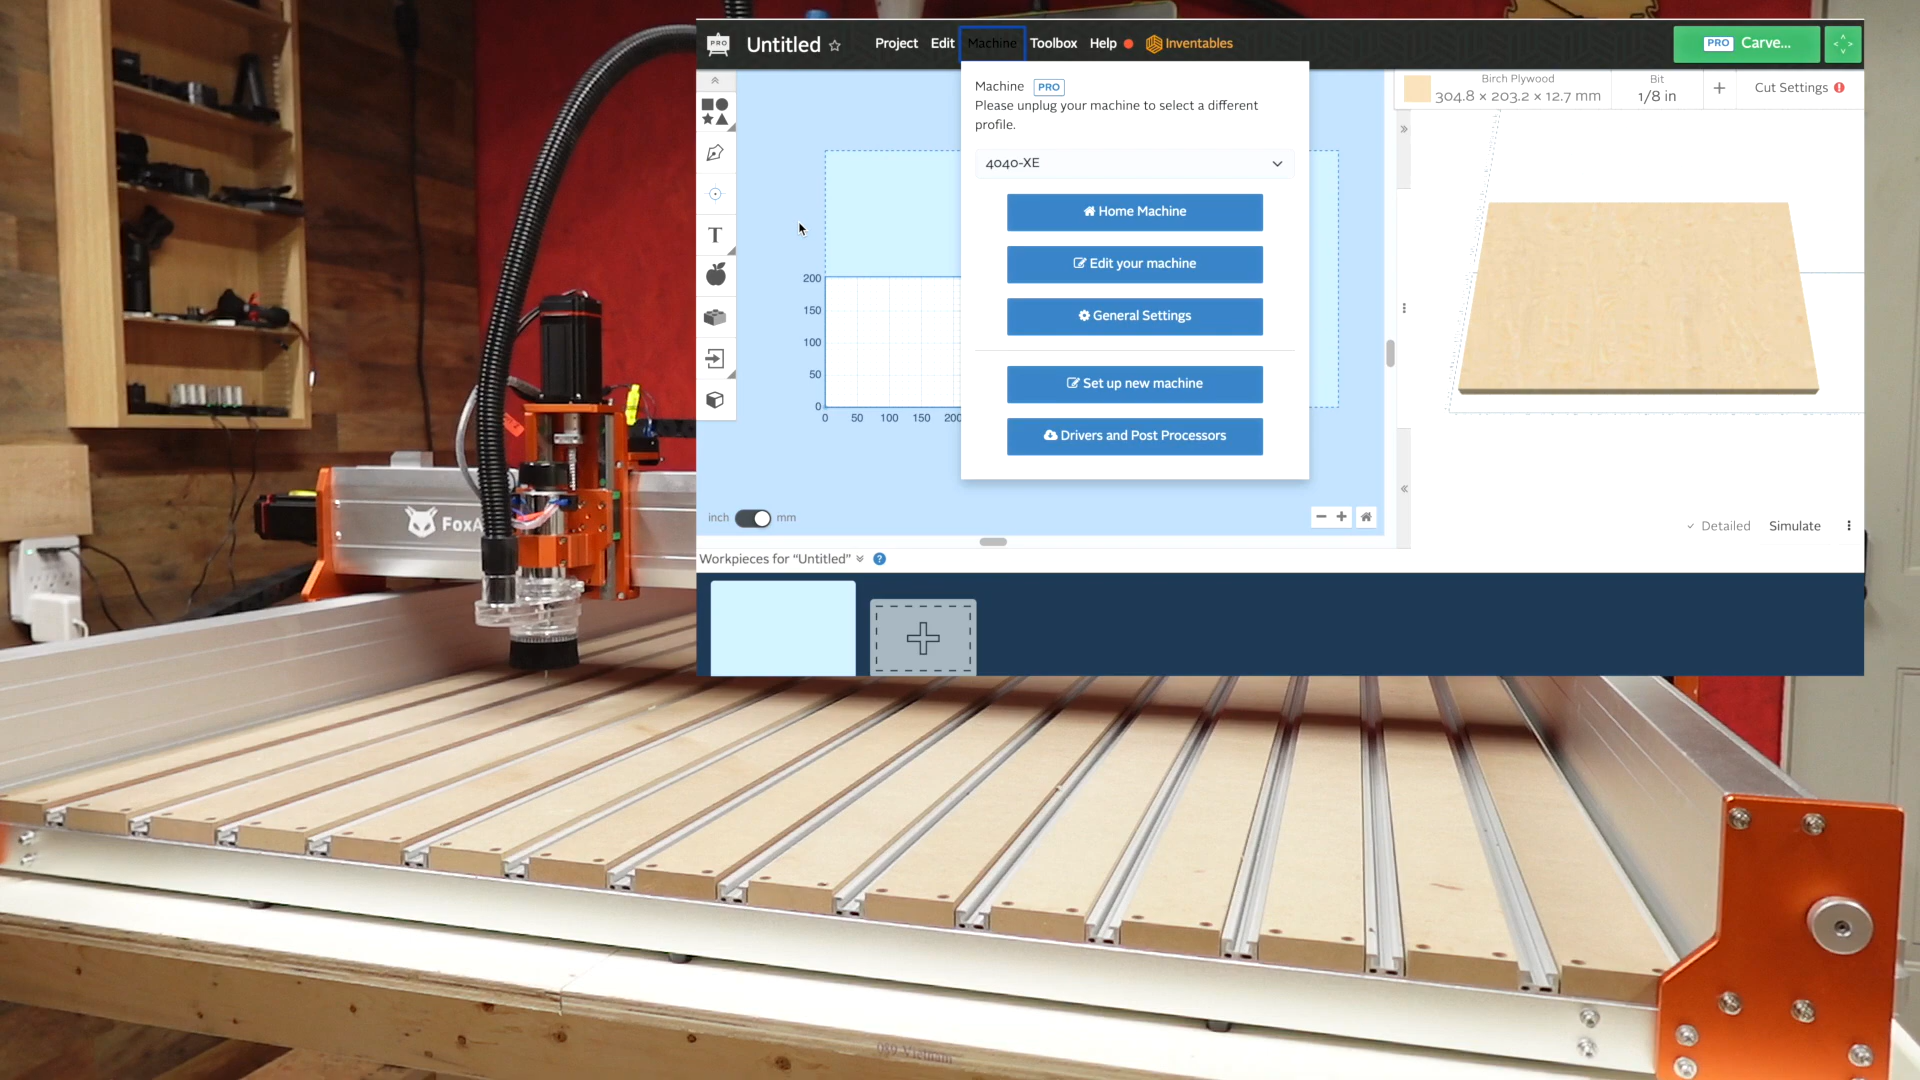 PRO
Untitled
Project
Edit
Machine
Toolbox
Help
Inventables
PRO Carve...
Machine PRO
Please unplug your machine to select a different
profile.
4040-XE
Home Machine
Edit your machine
General Settings
Set up new machine
Drivers and Post Processors
Birch Plywood
304.8 × 203.2 × 12.7 mm
Bit
1/8 in
Cut Settings
T
200
150
100
50
0
0 50 100 150 200
inch mm
Detailed
Simulate
Workpieces for "Untitled"
?
FoxA
089 Vietnam